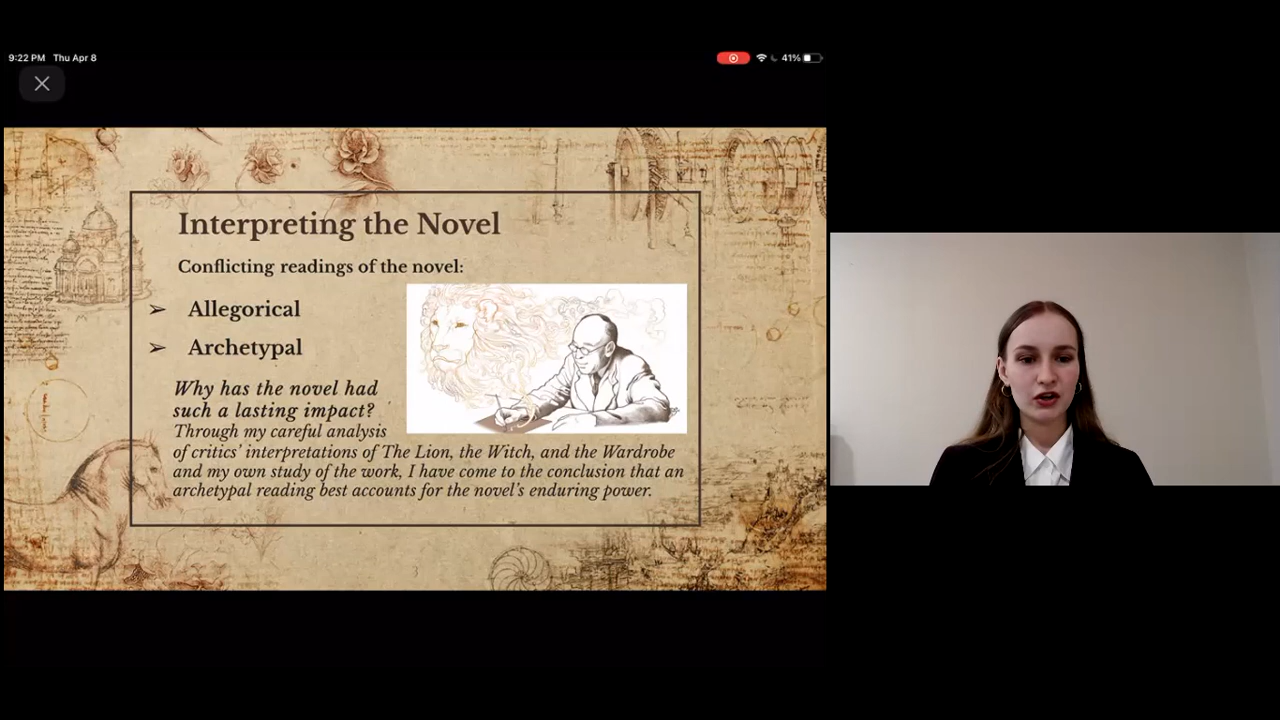 9:22 PM Thu Apr 8
41%
Interpreting the Novel
Conflicting readings of the novel:
➢ Allegorical
➢ Archetypal
Why has the novel had
such a lasting impact?
Through my careful analysis
of critics' interpretations of The Lion, the Witch, and the Wardrobe
and my own study of the work, I have come to the conclusion that an
archetypal reading best accounts for the novel's enduring power.
3